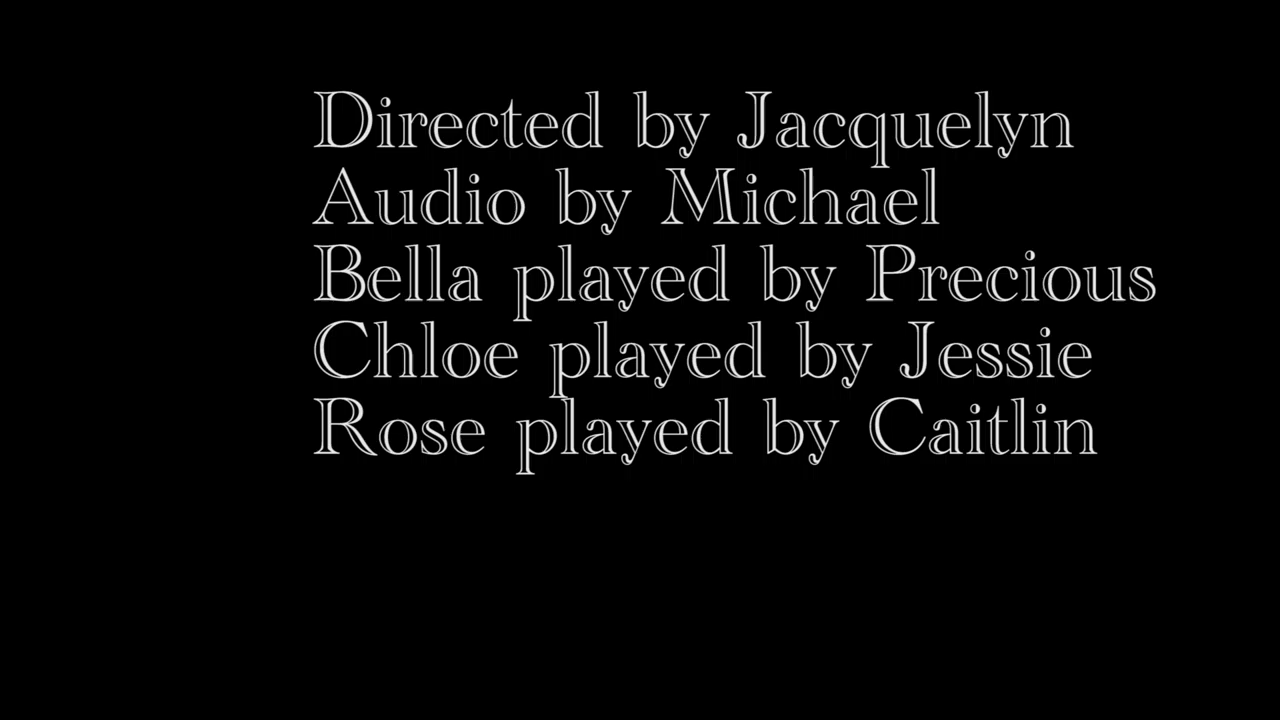 Directed by Jacquelyn
Audio by Michael
Bella played by Precious
Chloe played by Jessie
Rose played by Caitlin